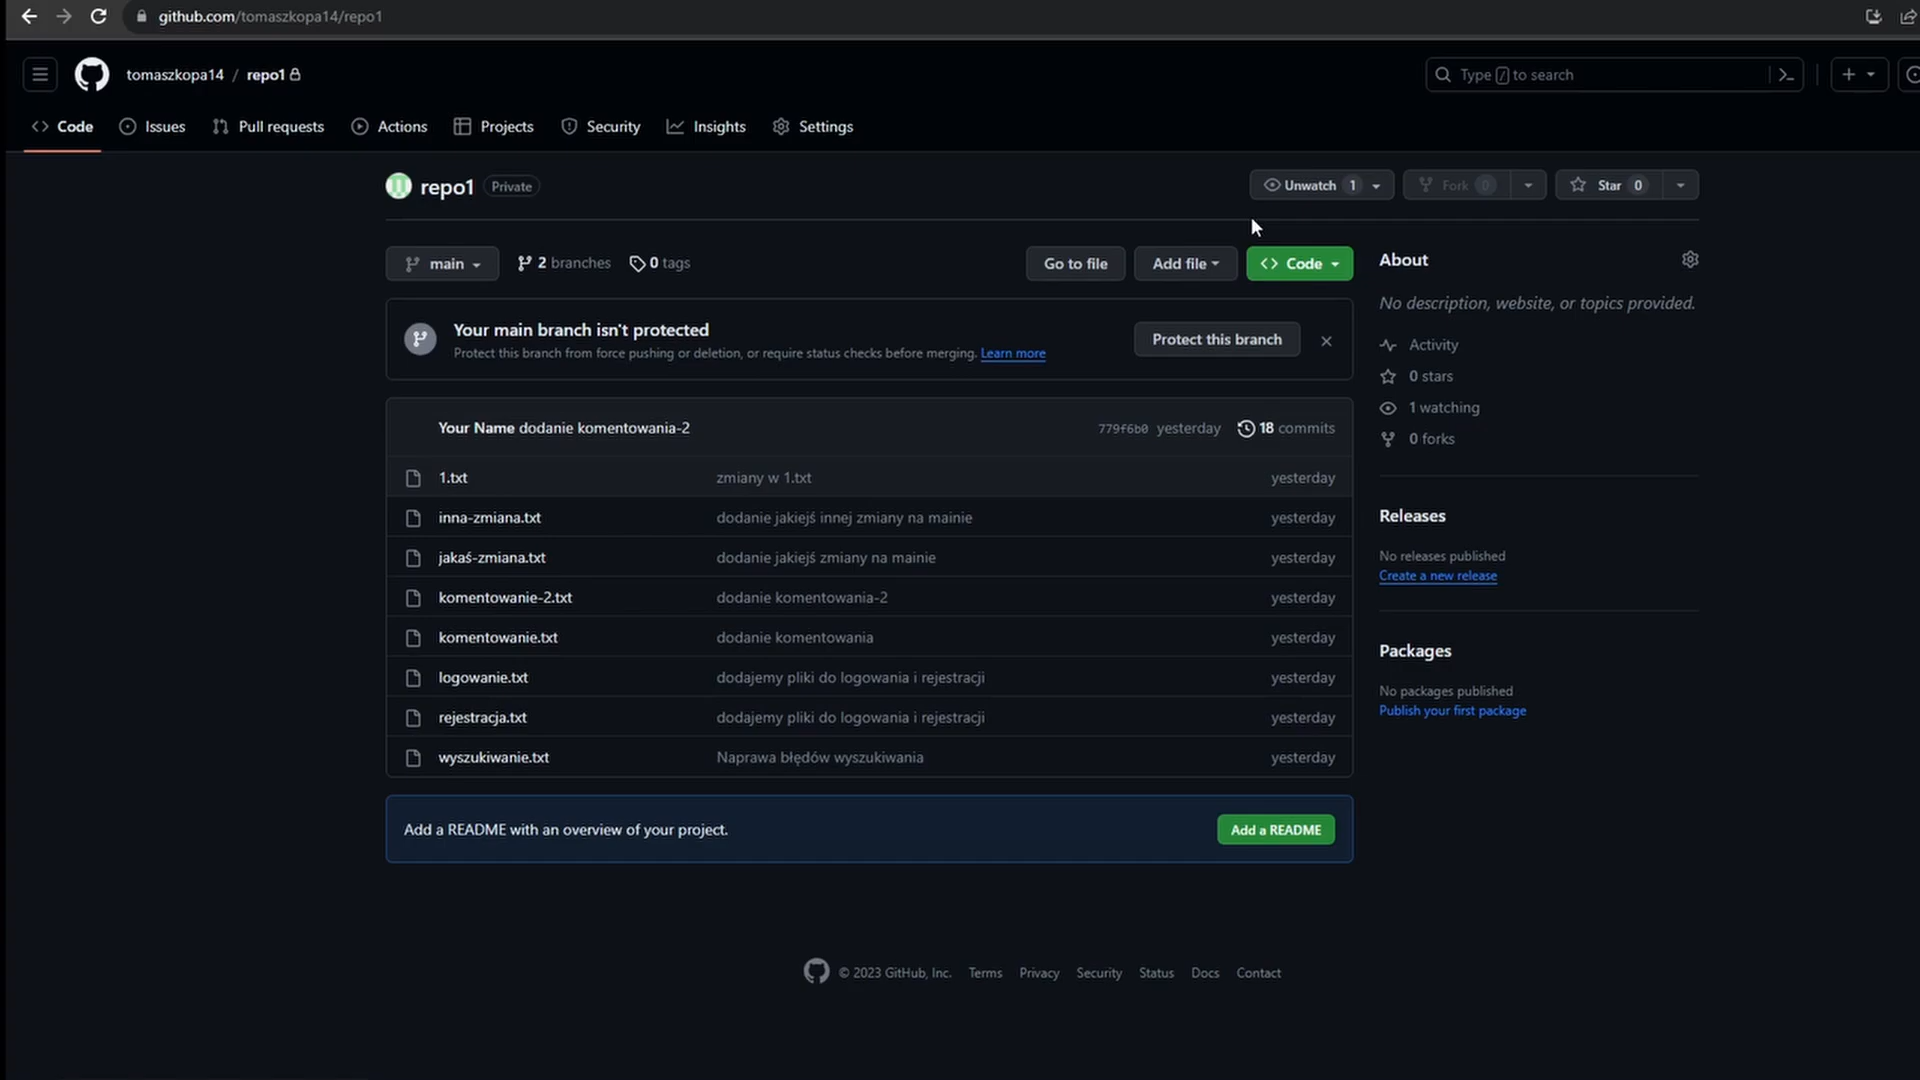 github.com/tomaszkopa14/repo1
tomaszkopa14 / repo1
Type / to search
Code Issues Pull requests Actions Projects Security Insights Settings
repo1 Private
Unwatch 1 Fork 0 Star 0
main 2 branches 0 tags Go to file Add file Code
About
No description, website, or topics provided.
Your main branch isn't protected
Protect this branch from force pushing or deletion, or require status checks before merging. Learn more
Protect this branch
Activity
0 stars
1 watching
0 forks
Your Name dodanie komentowania-2 779f6b0 yesterday 18 commits
1.txt zmiany w 1.txt yesterday
inna-zmiana.txt dodanie jakiejś innej zmiany na mainie yesterday
jakaś-zmiana.txt dodanie jakiejś zmiany na mainie yesterday
komentowanie-2.txt dodanie komentowania-2 yesterday
komentowanie.txt dodanie komentowania yesterday
logowanie.txt dodajemy pliki do logowania i rejestracji yesterday
rejestracja.txt dodajemy pliki do logowania i rejestracji yesterday
wyszukiwanie.txt Naprawa błędów wyszukiwania yesterday
Releases
No releases published
Create a new release
Packages
No packages published
Publish your first package
Add a README with an overview of your project. Add a README
© 2023 GitHub, Inc. Terms Privacy Security Status Docs Contact